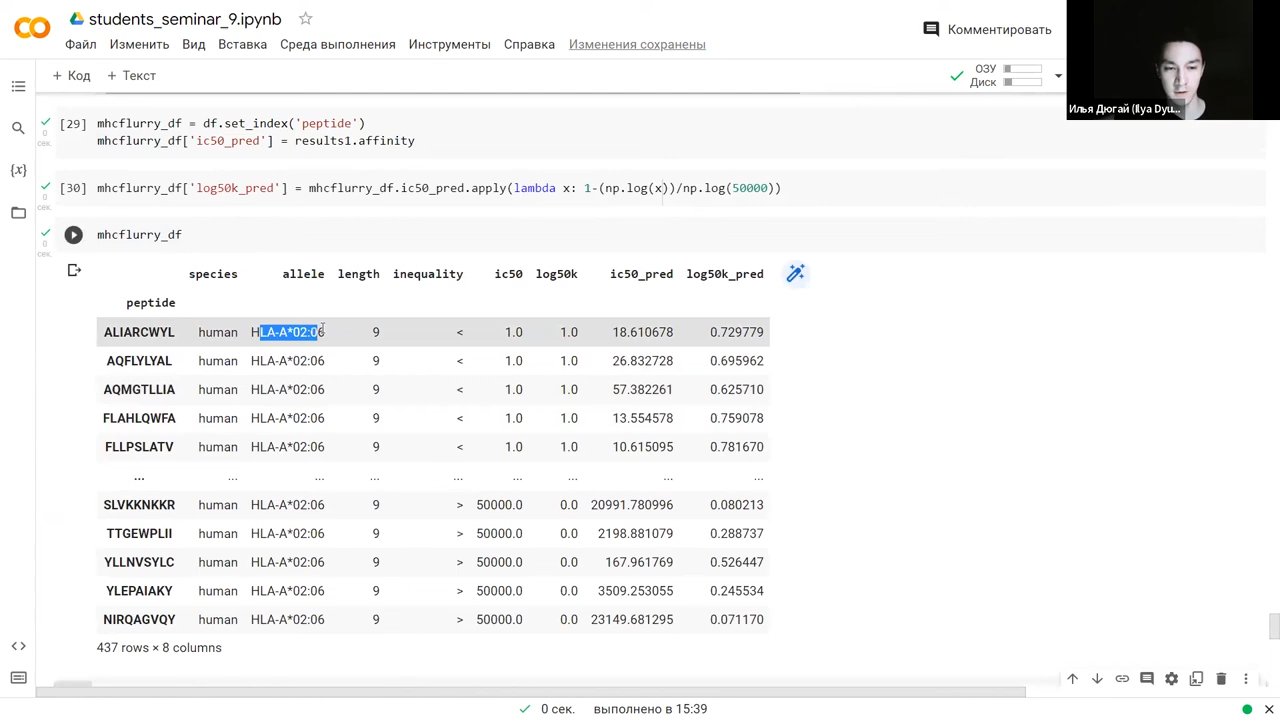 students_seminar_9.ipynb
Файл Изменить Вид Вставка Среда выполнения Инструменты Справка Изменения сохранены
Комментировать
Илья Дюгай (Ilya Dyu...
+ Код + Текст
ОЗУ
Диск
[29] mhcflurry_df = df.set_index('peptide')
mhcflurry_df['ic50_pred'] = results1.affinity
0
сек.
[30] mhcflurry_df['log50k_pred'] = mhcflurry_df.ic50_pred.apply(lambda x: 1-(np.log(x))/np.log(50000))
0
сек.
mhcflurry_df
0
сек.
species allele length inequality ic50 log50k ic50_pred log50k_pred
peptide
ALIARCWYL human HLA-A*02:06 9 < 1.0 1.0 18.610678 0.729779
AQFLYLYAL human HLA-A*02:06 9 < 1.0 1.0 26.832728 0.695962
AQMGTLLIA human HLA-A*02:06 9 < 1.0 1.0 57.382261 0.625710
FLAHLQWFA human HLA-A*02:06 9 < 1.0 1.0 13.554578 0.759078
FLLPSLATV human HLA-A*02:06 9 < 1.0 1.0 10.615095 0.781670
... ... ... ... ... ... ... ... ...
SLVKKNKKR human HLA-A*02:06 9 > 50000.0 0.0 20991.780996 0.080213
TTGEWPLII human HLA-A*02:06 9 > 50000.0 0.0 2198.881079 0.288737
YLLNVSYLC human HLA-A*02:06 9 > 50000.0 0.0 167.961769 0.526447
YLEPAIAKY human HLA-A*02:06 9 > 50000.0 0.0 3509.253055 0.245534
NIRQAGVQY human HLA-A*02:06 9 > 50000.0 0.0 23149.681295 0.071170
437 rows × 8 columns
0 сек. выполнено в 15:39